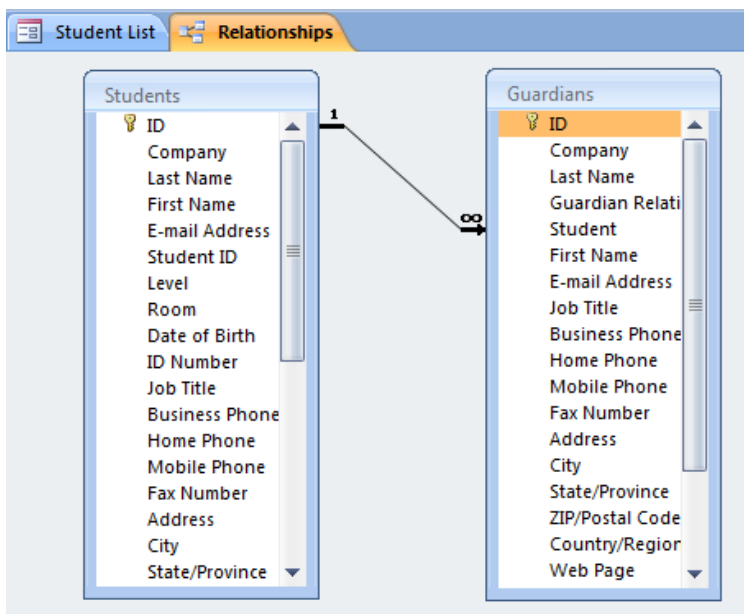 Student List
Relationships
Students
ID
Company
Last Name
First Name
E-mail Address
Student ID
Level
Room
Date of Birth
ID Number
Job Title
Business Phone
Home Phone
Mobile Phone
Fax Number
Address
City
State/Province
1
∞
Guardians
ID
Company
Last Name
Guardian Relati
Student
First Name
E-mail Address
Job Title
Business Phone
Home Phone
Mobile Phone
Fax Number
Address
City
State/Province
ZIP/Postal Code
Country/Region
Web Page